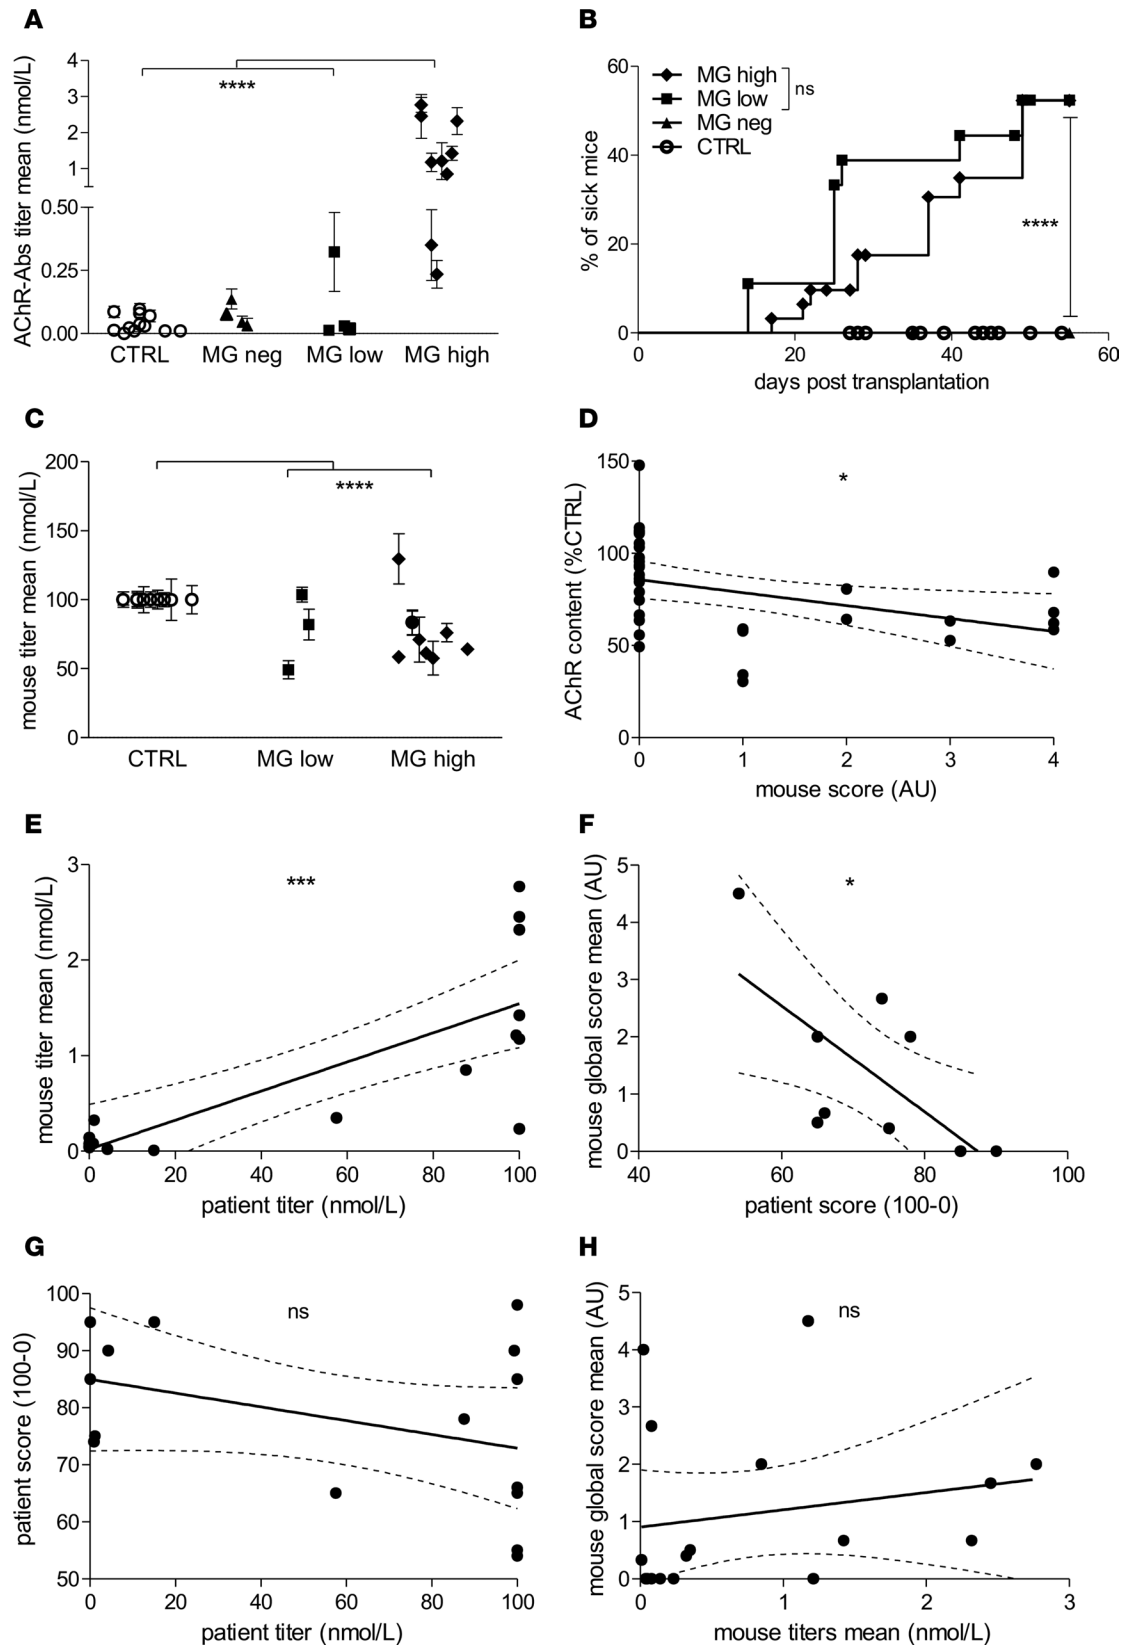 A
AChR-Abs titer mean (nmol/L)
4
3
2
1
0.50
0.25
0.00
****
CTRL MG neg MG low MG high
B
% of sick mice
60
40
20
0
MG high
MG low
MG neg
CTRL
ns
****
0 20 40 60
days post transplantation
C
mouse titer mean (nmol/L)
200
150
100
50
0
****
CTRL MG low MG high
D
AChR content (%CTRL)
150
100
50
0
*
0 1 2 3 4
mouse score (AU)
E
mouse titer mean (nmol/L)
3
2
1
0
***
0 20 40 60 80 100
patient titer (nmol/L)
F
mouse global score mean (AU)
5
4
3
2
1
0
*
40 60 80 100
patient score (100-0)
G
patient score (100-0)
100
90
80
70
60
50
ns
0 20 40 60 80 100
patient titer (nmol/L)
H
mouse global score mean (AU)
5
4
3
2
1
0
ns
0 1 2 3
mouse titers mean (nmol/L)